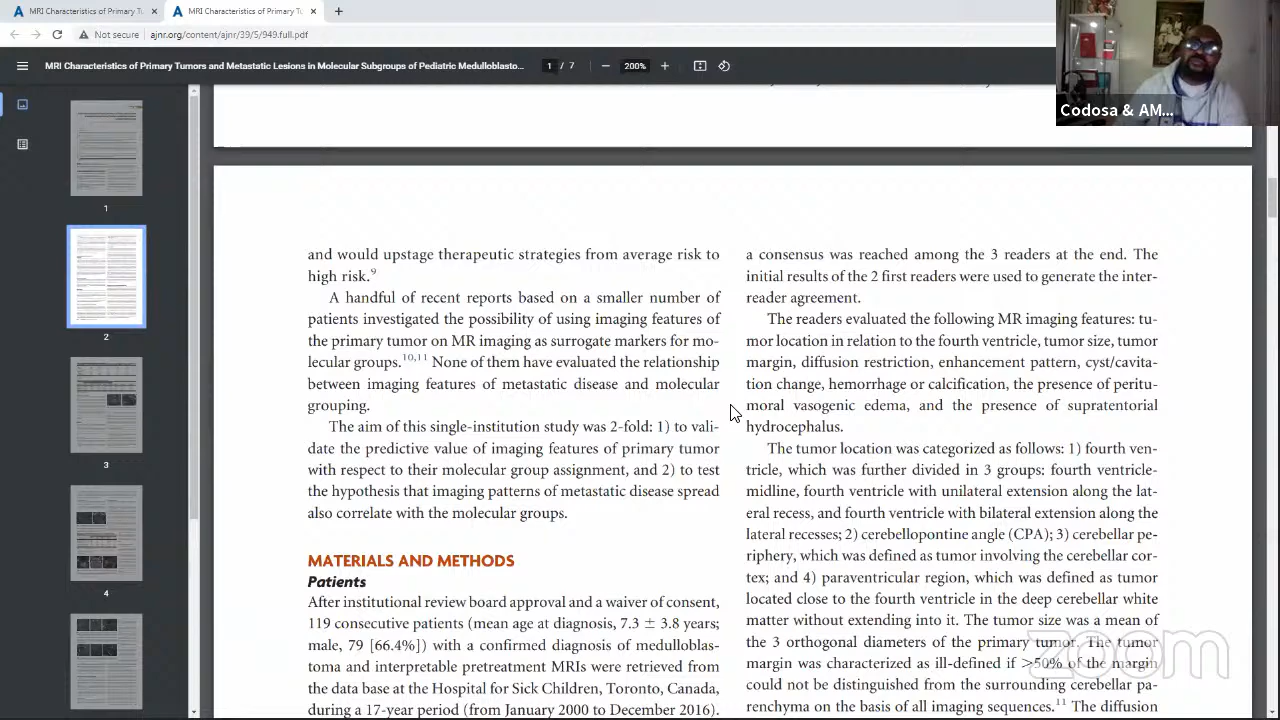 MRI Characteristics of Primary Tu
MRI Characteristics of Primary Tu
Not secure | ajnr.org/content/ajnr/39/5/949.full.pdf
MRI Characteristics of Primary Tumors and Metastatic Lesions in Molecular Subgroups of Pediatric Medulloblasto...
1 / 7
200%
Codosa & AM...
1
2
3
4
and would upstage therapeutic strategies from average risk to
high risk.9
A handful of recent reports based on a smaller number of
patients investigated the possibility of using imaging features of
the primary tumor on MR imaging as surrogate markers for mo-
lecular groups.10,11 None of them have evaluated the relationship
between imaging features of metastatic disease and molecular
groupings.
The aim of this single-institution study was 2-fold: 1) to vali-
date the predictive value of imaging features of primary tumor
with respect to their molecular group assignment, and 2) to test
the hypothesis that imaging patterns of metastatic disease spread
also correlate with the molecular groups.
MATERIALS AND METHODS
Patients
After institutional review board approval and a waiver of consent,
119 consecutive patients (mean age at diagnosis, 7.3 ± 3.8 years;
male, 79 [66.4%]) with a confirmed diagnosis of medulloblas-
toma and interpretable pretreatment MRIs were retrieved from
the data base at the Hospital for Sick Children, Toronto, Canada,
during a 17-year period (from January 2000 to December 2016).
a consensus was reached among the 3 readers at the end. The
initial results of the 2 first readers were used to generate the inter-
reader agreement.
The readers evaluated the following MR imaging features: tu-
mor location in relation to the fourth ventricle, tumor size, tumor
margin, diffusion restriction, enhancement pattern, cyst/cavita-
tion change, hemorrhage or calcification, the presence of peritu-
moral vasogenic edema, and the presence of supratentorial
hydrocephalus.
The tumor location was categorized as follows: 1) fourth ven-
tricle, which was further divided in 3 groups: fourth ventricle-
only, fourth ventricle with unilateral extension along the lat-
eral recess, and fourth ventricle with bilateral extension along the
lateral recess; 2) cerebellopontine angle (CPA); 3) cerebellar pe-
riphery, which was defined as tumor involving the cerebellar cor-
tex; and 4) paraventricular region, which was defined as tumor
located close to the fourth ventricle in the deep cerebellar white
matter without extending into it. The tumor size was a mean of
the orthogonal diameters of the primary tumor. The tumor
margin was characterized as ill-defined if >50% of the margin
could not be distinguished from the surrounding cerebellar pa-
renchyma on the basis of all imaging sequences.11 The diffusion
zoom